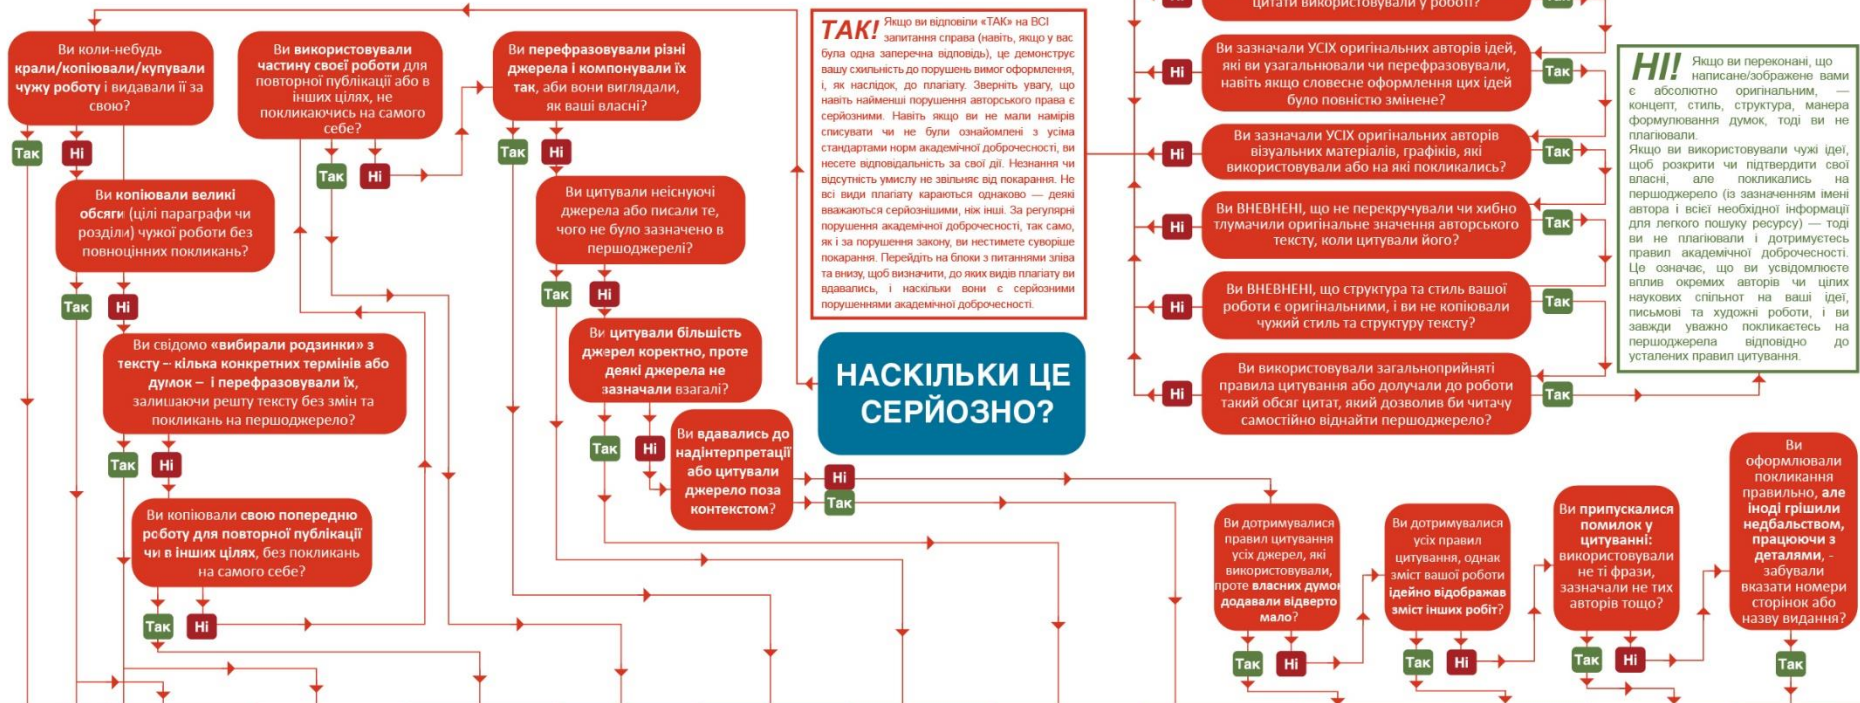 Ви коли-небудь
крали/копіювали/купували
чужу роботу і видавали її за
свою?
Так
Ні
Ви копіювали великі
обсяги (цілі параграфи чи
розділи) чужої роботи без
повноцінних покликань?
Так
Ні
Ви свідомо «вибирали родзинки» з
тексту – кілька конкретних термінів або
думок – і перефразовували їх,
залишаючи решту тексту без змін та
покликань на першоджерело?
Так
Ні
Ви копіювали свою попередню
роботу для повторної публікації
чи в інших цілях, без покликань
на самого себе?
Так
Ні
Ви використовували
частину своєї роботи для
повторної публікації або в
інших цілях, не
покликаючись на самого
себе?
Так
Ні
Ви перефразовували різні
джерела і компонували їх
так, аби вони виглядали,
як ваші власні?
Так
Ні
Ви цитували неіснуючі
джерела або писали те,
чого не було зазначено в
першоджерелі?
Так
Ні
Ви цитували більшість
джерел коректно, проте
деякі джерела не
зазначали взагалі?
Так
Ні
Ви вдавались до
надінтерпретації
або цитували
джерело поза
контекстом?
Ні
Так
ТАК! Якщо ви відповіли «ТАК» на ВСІ
запитання справа (навіть, якщо у вас
була одна заперечна відповідь), це демонструє
вашу схильність до порушень вимог оформлення,
і, як наслідок, до плагіату. Зверніть увагу, що
навіть найменші порушення авторського права є
серйозними. Навіть якщо ви не мали намірів
списувати чи не були ознайомлені з усіма
стандартами норм академічної доброчесності, ви
несете відповідальність за свої дії. Незнання чи
відсутність умислу не звільняє від покарання. Не
всі види плагіату караються однаково — деякі
вважаються серйознішими, ніж інші. За регулярні
порушення академічної доброчесності, так само,
як і за порушення закону, ви нестимете суворіше
покарання. Перейдіть на блоки з питаннями зліва
та внизу, щоб визначити, до яких видів плагіату ви
вдавались, і наскільки вони є серйозними
порушеннями академічної доброчесності.
НАСКІЛЬКИ ЦЕ
СЕРЙОЗНО?
цитати використовували у роботі?
Ні
Так
Ви зазначали УСІХ оригінальних авторів ідей,
які ви узагальнювали чи перефразовували,
навіть якщо словесне оформлення цих ідей
було повністю змінене?
Ні
Так
Ви зазначали УСІХ оригінальних авторів
візуальних матеріалів, графіків, які
використовували або на які покликались?
Ні
Так
Ви ВНЕВНЕНІ, що не перекручували чи хибно
тлумачили оригінальне значення авторського
тексту, коли цитували його?
Ні
Так
Ви ВНЕВНЕНІ, що структура та стиль вашої
роботи є оригінальними, і ви не копіювали
чужий стиль та структуру тексту?
Ні
Так
Ви використовували загальноприйняті
правила цитування або долучали до роботи
такий обсяг цитат, який дозволив би читачу
самостійно віднайти першоджерело?
Ні
Так
НІ! Якщо ви переконані, що
написане/зображене вами
є абсолютно оригінальним, —
концепт, стиль, структура, манера
формулювання думок, тоді ви не
плагіювали.
Якщо ви використовували чужі ідеї,
щоб розкрити чи підтвердити свої
власні, але покликались на
першоджерело (із зазначенням імені
автора і всієї необхідної інформації
для легкого пошуку ресурсу) — тоді
ви не плагіювали і дотримуєтесь
правил академічної доброчесності.
Це означає, що ви усвідомлюєте
вплив окремих авторів чи цілих
наукових спільнот на ваші ідеї,
письмові та художні роботи, і ви
завжди уважно покликаєтесь на
першоджерела відповідно до
усталених правил цитування.
Ви дотримувалися
правил цитування
усіх джерел, які
використовували,
проте власних думок
додавали відверто
мало?
Так
Ні
Ви дотримувалися
усіх правил
цитування, однак
зміст вашої роботи
ідейно відображав
зміст інших робіт?
Так
Ні
Ви припускалися
помилок у
цитуванні:
використовували
не ті фрази,
зазначали не тих
авторів тощо?
Так
Ні
Ви
оформлювали
покликання
правильно, але
іноді грішили
недбальством,
працюючи з
деталями, -
забували
вказати номери
сторінок або
назву видання?
Так